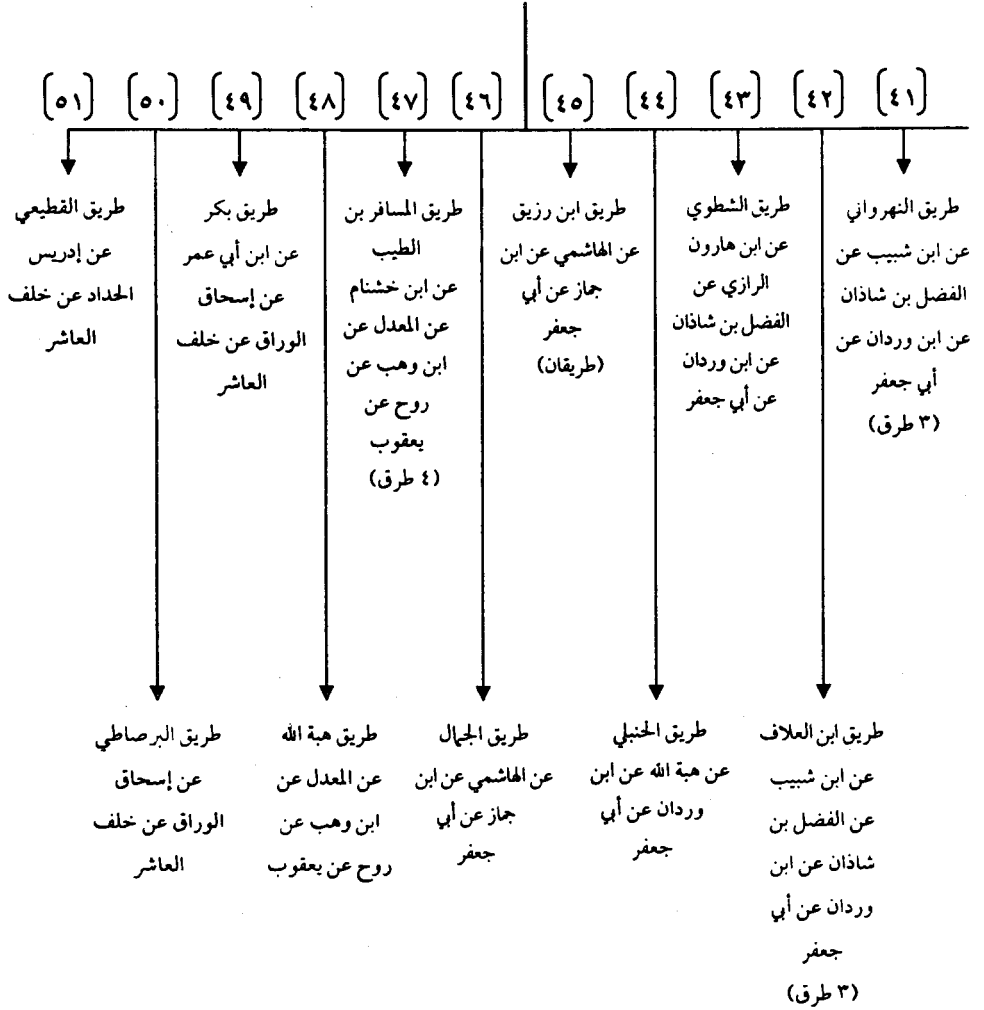 [٤١] [٤٢] [٤٣] [٤٤] [٤٥] [٤٦] [٤٧] [٤٨] [٤٩] [٥٠] [٥١]
طريق النهرواني
عن ابن شبيب عن
الفضل بن شاذان
عن ابن وردان عن
أبي جعفر
(٣ طرق)
طريق الشطوي
عن ابن هارون
الرازي عن
الفضل بن شاذان
عن ابن وردان
عن أبي جعفر
طريق ابن رزيق
عن الهاشمي عن ابن
جماز عن أبي
جعفر
(طريقان)
طريق المسافر بن
الطيب
عن ابن خشنام
عن المعدل عن
ابن وهب عن
روح عن
يعقوب
(٤ طرق)
طريق بكر
عن ابن أبي عمر
عن إسحاق
الوراق عن خلف
العاشر
طريق القطيعي
عن إدريس
الحداد عن خلف
العاشر
طريق ابن العلاف
عن ابن شبيب
عن الفضل بن
شاذان عن ابن
وردان عن أبي
جعفر
(٣ طرق)
طريق الحنبلي
عن هبة الله عن ابن
وردان عن أبي
جعفر
طريق الجمال
عن الهاشمي عن ابن
جماز عن أبي
جعفر
طريق هبة الله
عن المعدل عن
ابن وهب عن
روح عن يعقوب
طريق البرصاطي
عن إسحاق
الوراق عن خلف
العاشر